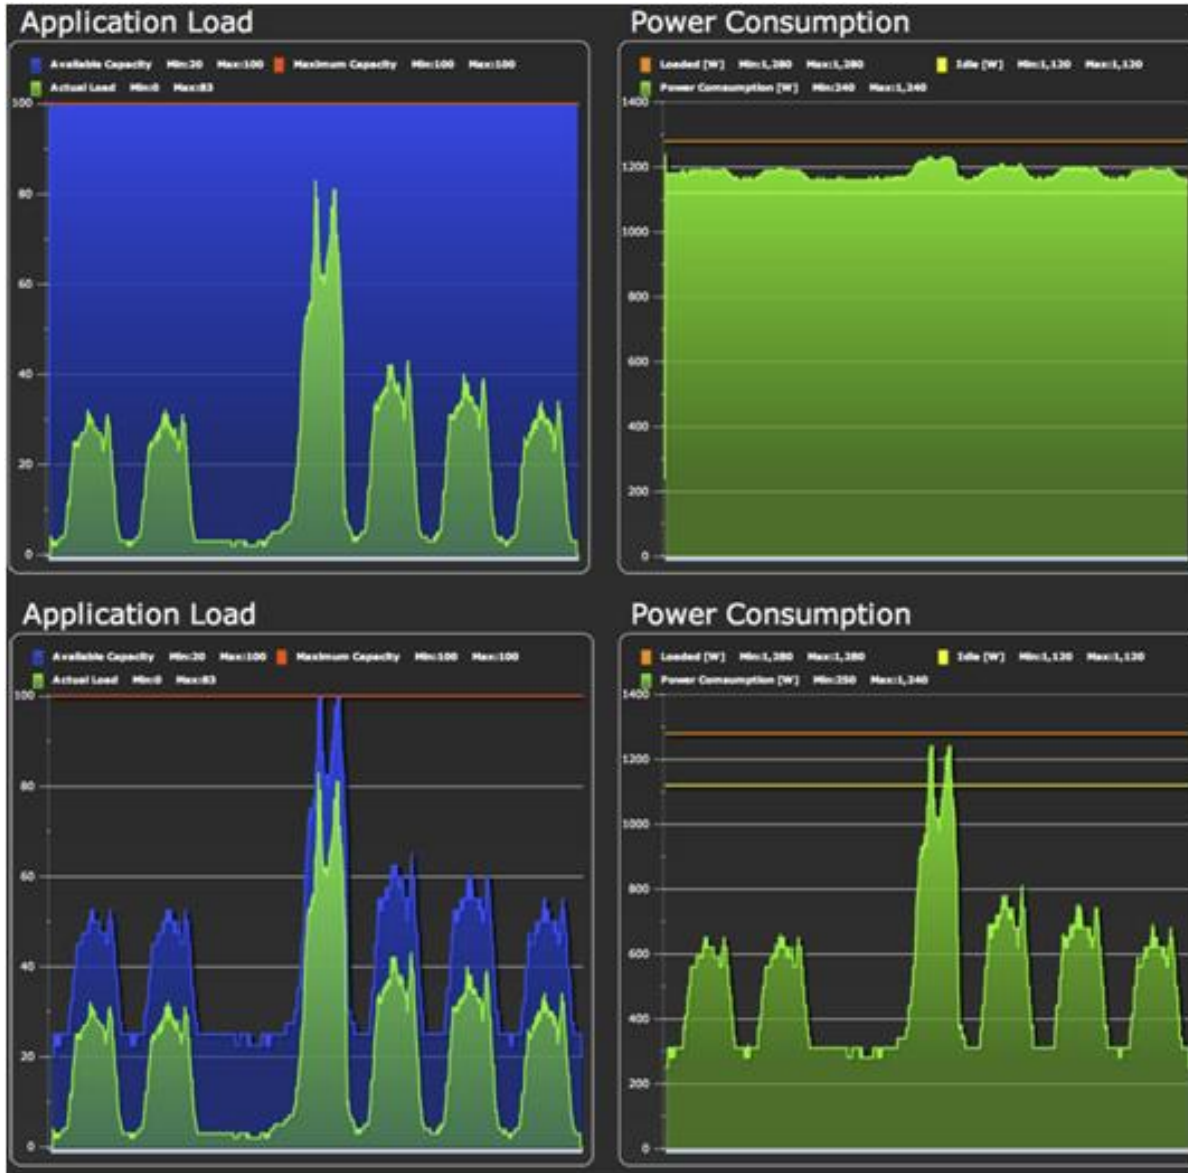 Application Load
Available Capacity Min:20 Max:100 Maximum Capacity Min:100 Max:100
Actual Load Min:0 Max:83
100
80
60
40
20
0
Power Consumption
Loaded [W] Min:1,280 Max:1,280 Idle [W] Min:1,120 Max:1,120
Power Consumption [W] Min:240 Max:1,240
1400
1200
1000
800
600
400
200
0
Application Load
Available Capacity Min:20 Max:100 Maximum Capacity Min:100 Max:100
Actual Load Min:0 Max:83
100
80
60
40
20
0
Power Consumption
Loaded [W] Min:1,280 Max:1,280 Idle [W] Min:1,120 Max:1,120
Power Consumption [W] Min:250 Max:1,240
1400
1200
1000
800
600
400
200
0